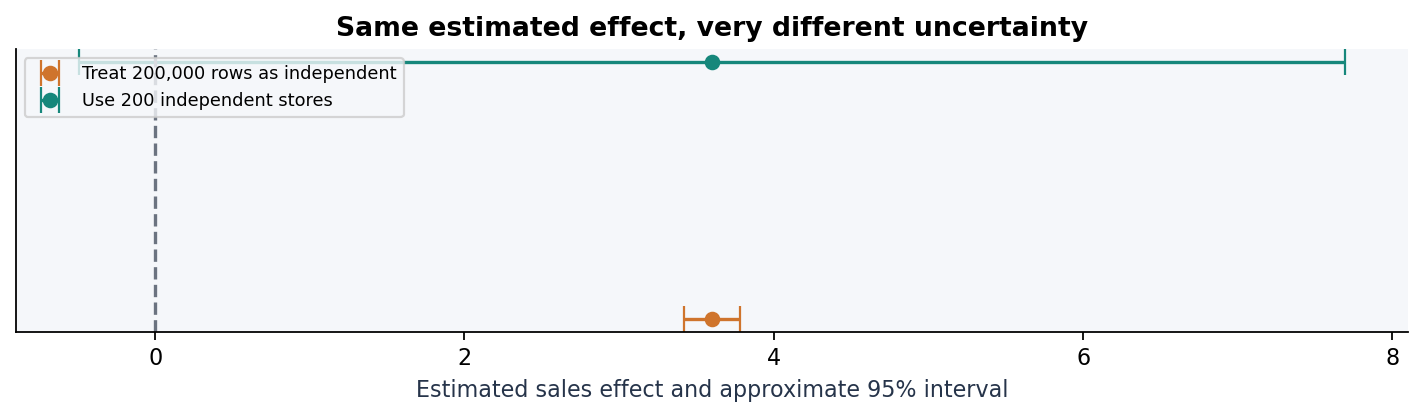 Same estimated effect, very different uncertainty
Treat 200,000 rows as independent
Use 200 independent stores
0 2 4 6 8
Estimated sales effect and approximate 95% interval